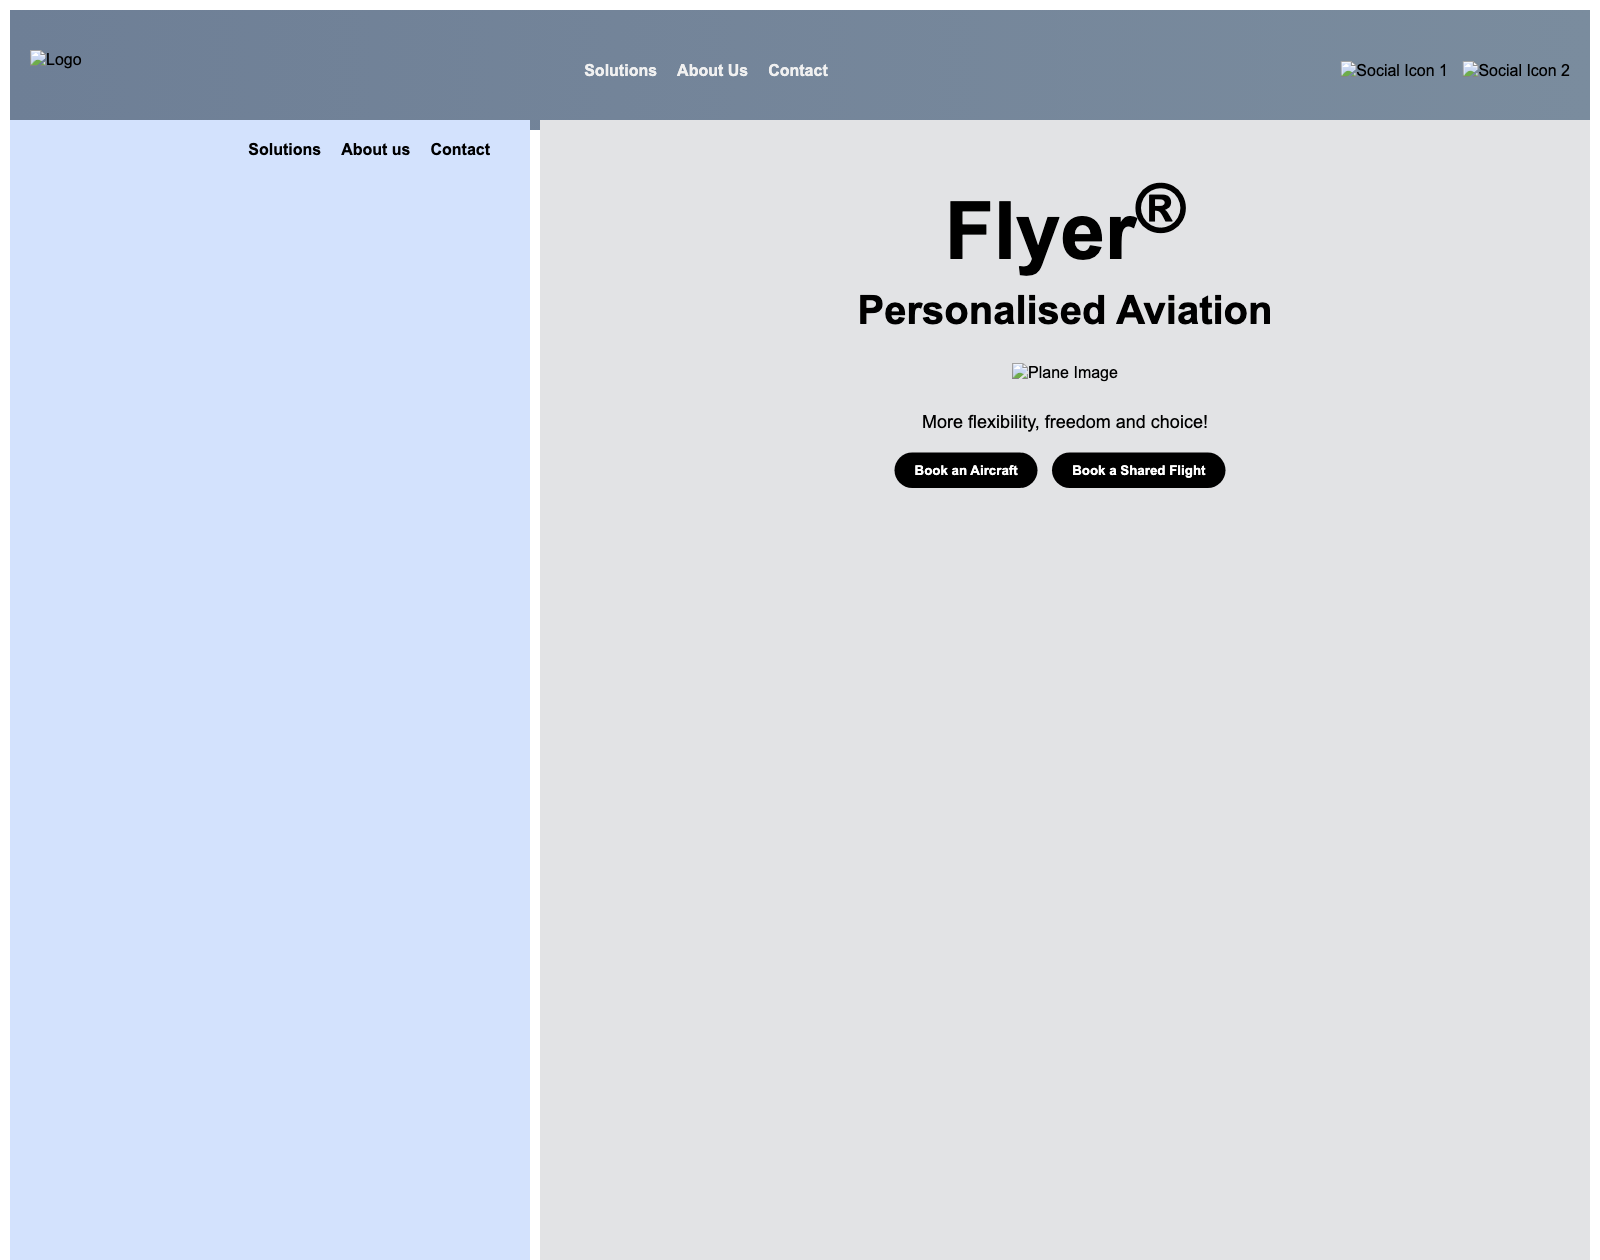 Logo
Solutions About Us Contact
Social Icon 1 Social Icon 2
Solutions About us Contact
Flyer®
Personalised Aviation
Plane Image
More flexibility, freedom and choice!
Book an Aircraft Book a Shared Flight